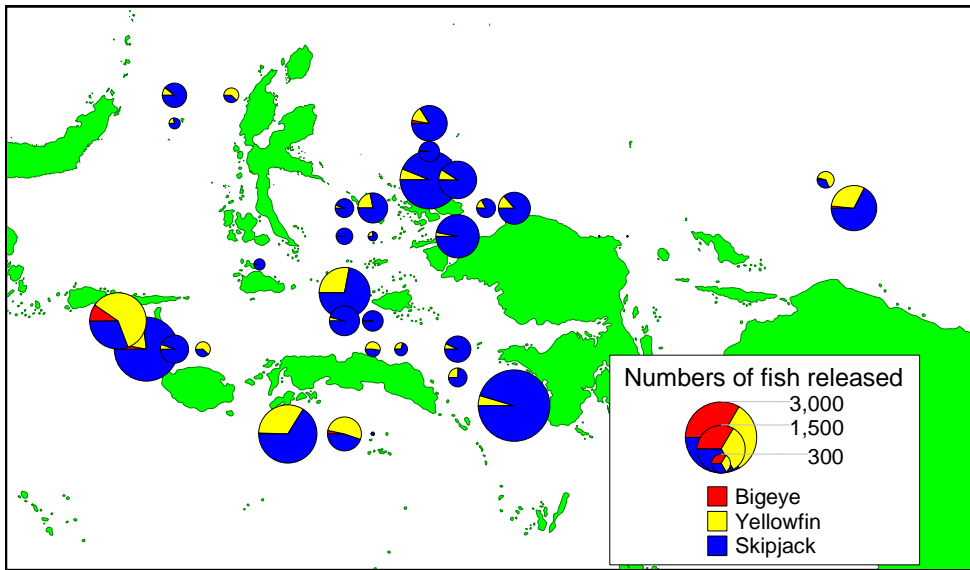 Numbers of fish released
3,000
1,500
300
Bigeye
Yellowfin
Skipjack